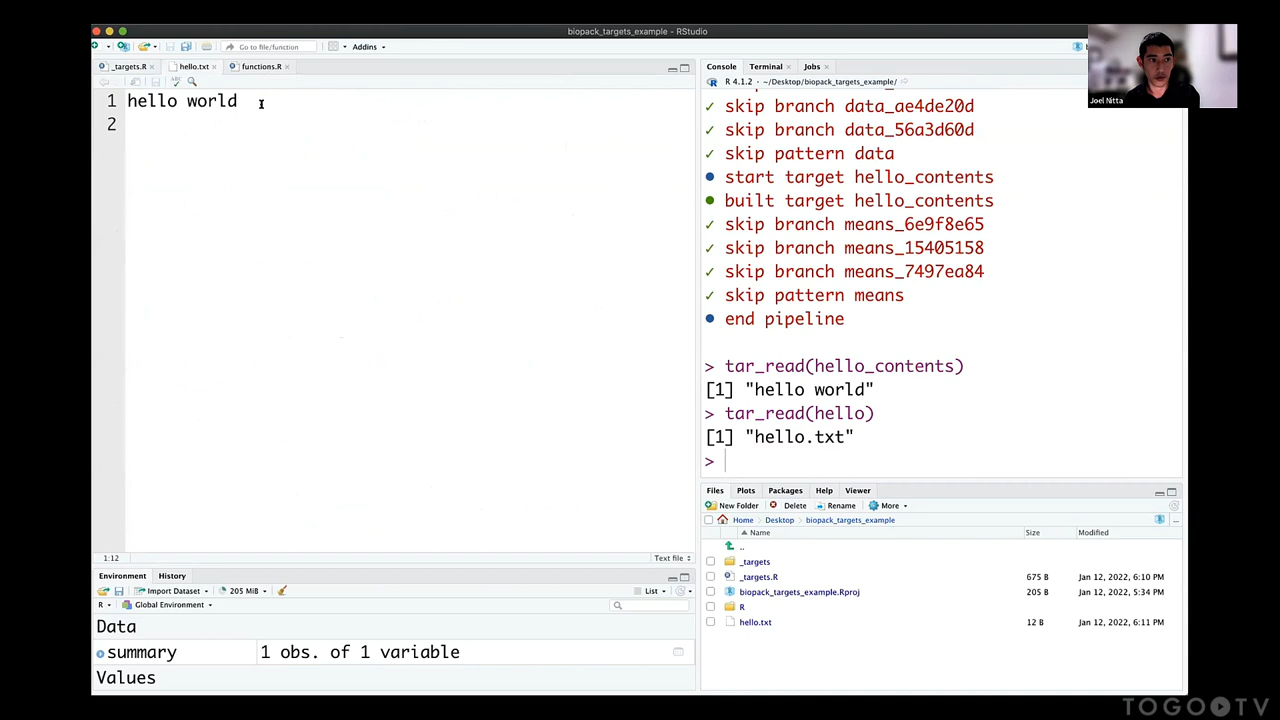 biopack_targets_example - RStudio
Go to file/function
Addins
_targets.R
hello.txt
functions.R
1 hello world
2
1:12
Text file
Environment
History
Import Dataset
205 MiB
List
R
Global Environment
Data
summary
1 obs. of 1 variable
Values
Console
Terminal
Jobs
R 4.1.2 · ~/Desktop/biopack_targets_example/
✓ skip branch data_ae4de20d
✓ skip branch data_56a3d60d
✓ skip pattern data
● start target hello_contents
● built target hello_contents
✓ skip branch means_6e9f8e65
✓ skip branch means_15405158
✓ skip branch means_7497ea84
✓ skip pattern means
● end pipeline
> tar_read(hello_contents)
[1] "hello world"
> tar_read(hello)
[1] "hello.txt"
>
Files
Plots
Packages
Help
Viewer
New Folder
Delete
Rename
More
Home
Desktop
biopack_targets_example
Name
Size
Modified
..
_targets
_targets.R
675 B
Jan 12, 2022, 6:10 PM
biopack_targets_example.Rproj
205 B
Jan 12, 2022, 5:34 PM
R
hello.txt
12 B
Jan 12, 2022, 6:11 PM
Joel Nitta
TOGO TV